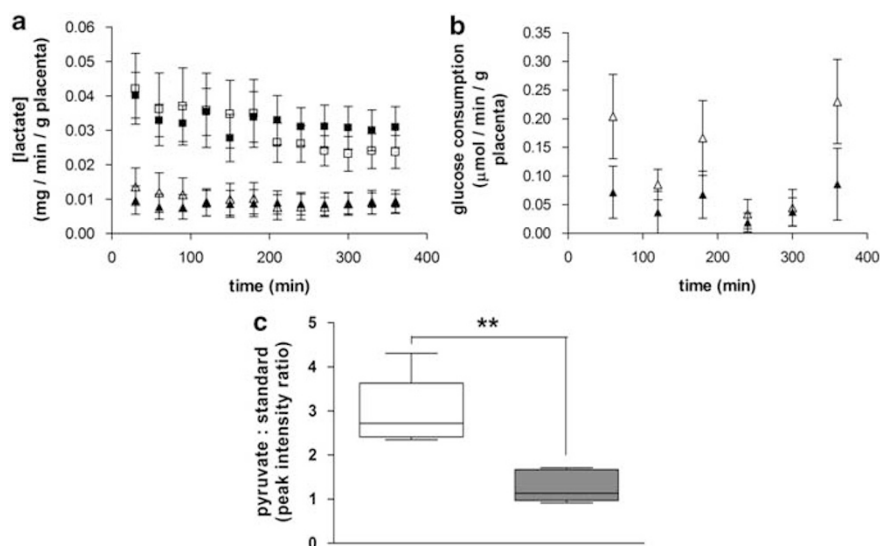 a
0.06
0.05
0.04
0.03
0.02
0.01
0.00
[lactate]
(mg / min / g placenta)
0 100 200 300 400
time (min)
b
0.35
0.30
0.25
0.20
0.15
0.10
0.05
0.00
glucose consumption
(µmol / min / g
placenta)
0 100 200 300 400
time (min)
c
5
4
3
2
1
0
pyruvate : standard
(peak intensity ratio)
**